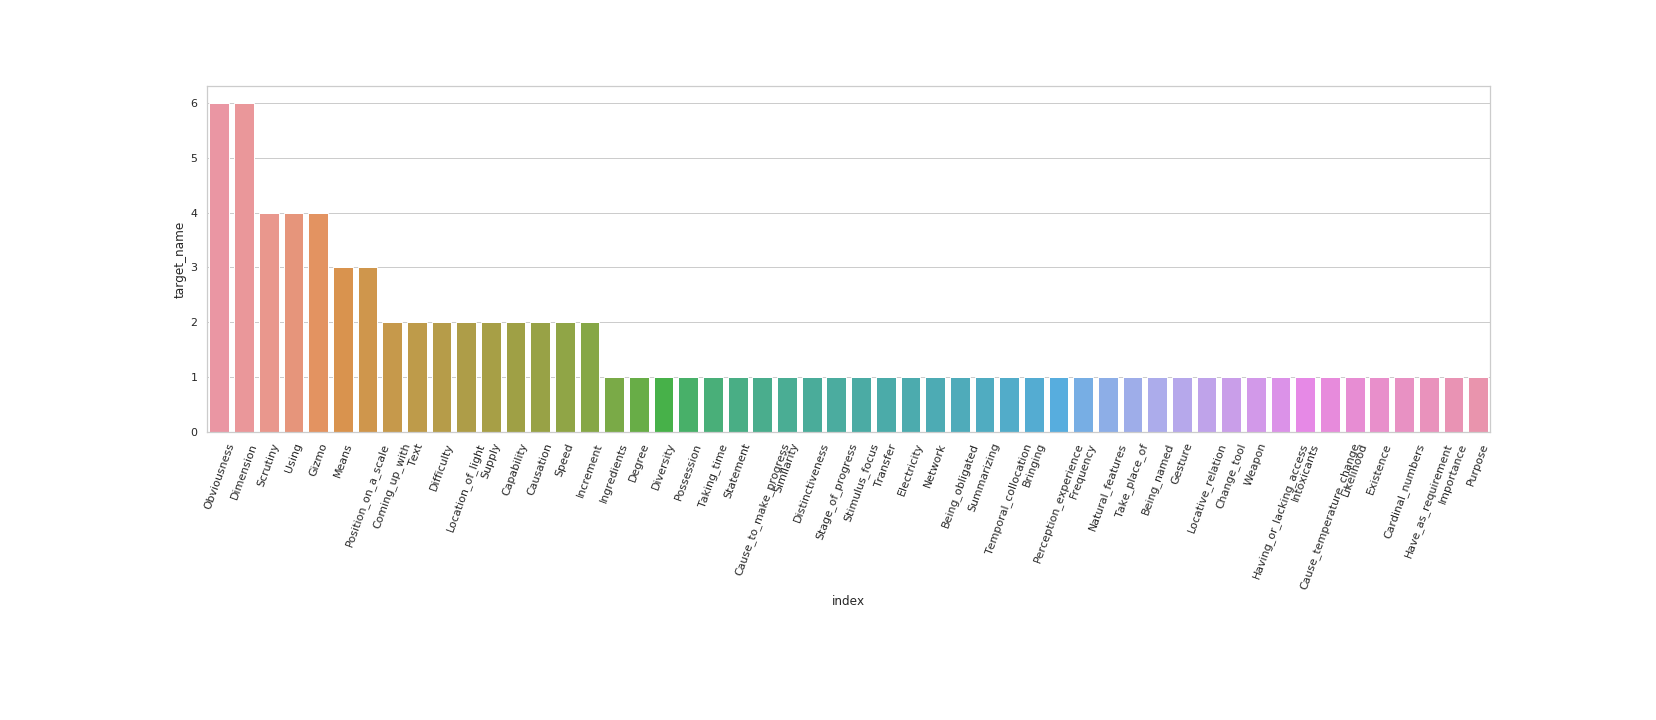 target_name
6
5
4
3
2
1
0
Obviousness
Dimension
Scrutiny
Using
Gizmo
Means
Position_on_a_scale
Coming_up_with
Text
Difficulty
Location_of_light
Supply
Capability
Causation
Speed
Increment
Ingredients
Degree
Diversity
Possession
Taking_time
Statement
Cause_to_make_progress
Similarity
Distinctiveness
Stage_of_progress
Stimulus_focus
Transfer
Electricity
Network
Being_obligated
Summarizing
Temporal_collocation
Bringing
Perception_experience
Frequency
Natural_features
Take_place_of
Being_named
Gesture
Locative_relation
Change_tool
Weapon
Having_or_lacking_access
Intoxicants
Cause_temperature_change
Likelihood
Existence
Cardinal_numbers
Have_as_requirement
Importance
Purpose
index